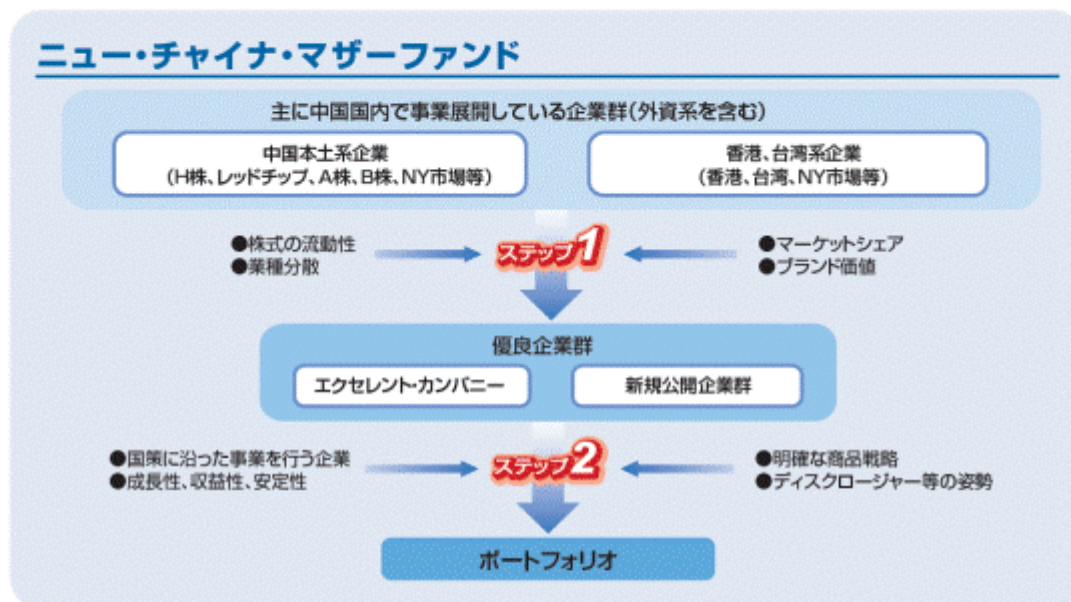 ニュー・チャイナ・マザーファンド
主に中国国内で事業展開している企業群(外資系を含む)
中国本土系企業
(H株、レッドチップ、A株、B株、NY市場等)
香港、台湾系企業
(香港、台湾、NY市場等)
●株式の流動性
●業種分散
ステップ1
●マーケットシェア
●ブランド価値
優良企業群
エクセレント・カンパニー
新規公開企業群
●国策に沿った事業を行う企業
●成長性、収益性、安定性
ステップ2
●明確な商品戦略
●ディスクロージャー等の姿勢
ポートフォリオ